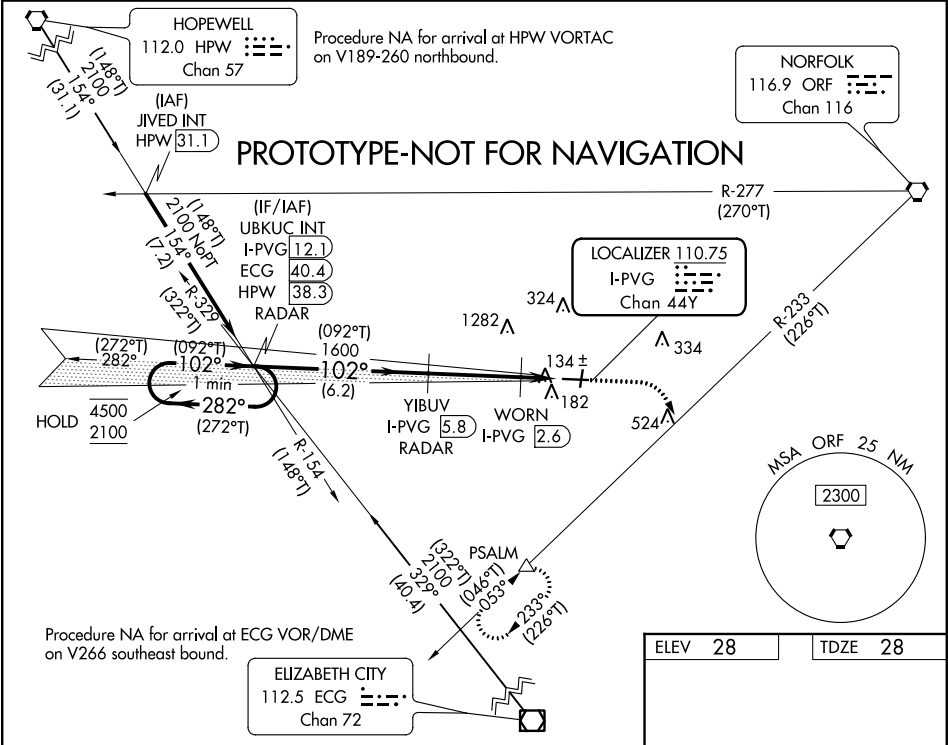 HOPEWELL
112.0 HPW
Chan 57
Procedure NA for arrival at HPW VORTAC
on V189-260 northbound.
NORFOLK
116.9 ORF
Chan 116
(148°T)
2100
154°
(31.1)
(IAF)
JIVED INT
HPW 31.1
PROTOTYPE-NOT FOR NAVIGATION
R-277
(270°T)
(148°T)
2100 NoPT
154°
(7.2)
(IF/IAF)
UBKUC INT
I-PVG 12.1
ECG 40.4
HPW 38.3
RADAR
LOCALIZER 110.75
I-PVG
Chan 44Y
R-233
(226°T)
R-329
(322°T)
324
1282
334
(272°T)
282°
(092°T)
102°
1 min
282°
(272°T)
(092°T)
1600
102°
(6.2)
134 ±
182
524
HOLD
4500
2100
YIBUV
I-PVG 5.8
RADAR
WORN
I-PVG 2.6
R-154
(148°T)
MSA ORF 25 NM
2300
PSALM
(046°T)
053°
233°
(226°T)
(322°T)
2100
329°
(40.4)
Procedure NA for arrival at ECG VOR/DME
on V266 southeast bound.
ELIZABETH CITY
112.5 ECG
Chan 72
ELEV 28
TDZE 28